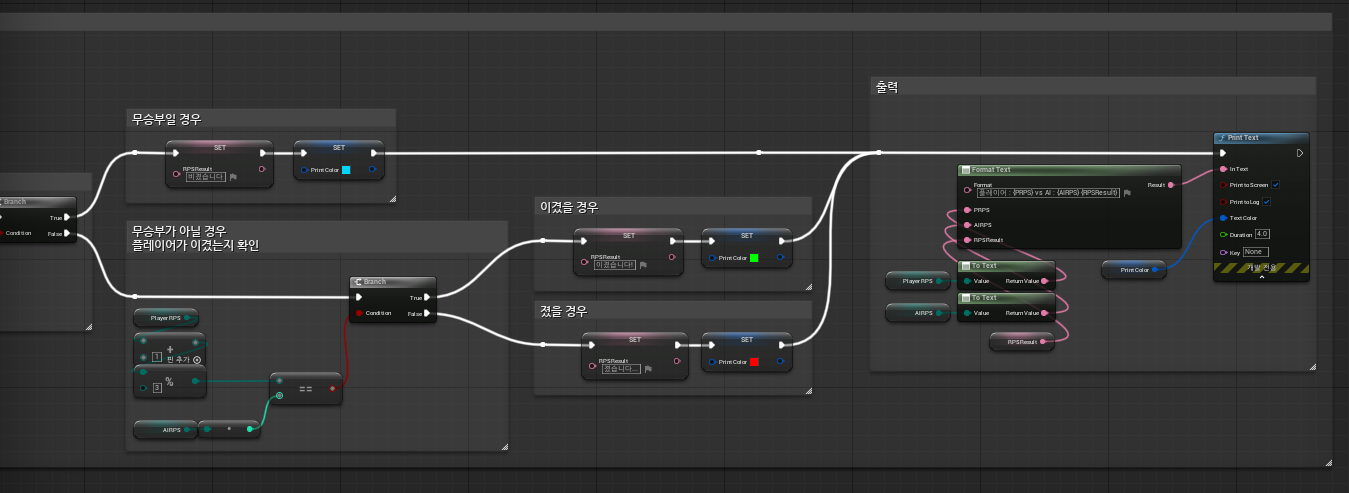 출력
무승부일 경우
SET
RPSResult
비겼습니다
SET
Print Color
Branch
True
Condition
False
무승부가 아닐 경우
플레이어가 이겼는지 확인
Branch
True
Condition
False
PlayerRPS
+
1
핀 추가
%
3
==
AIRPS
이겼을 경우
SET
RPSResult
이겼습니다!
SET
Print Color
졌을 경우
SET
RPSResult
졌습니다...
SET
Print Color
Format Text
Format
플레이어 : {PRPS} vs AI : {AIRPS} {RPSResult}
Result
PRPS
AIRPS
RPSResult
PlayerRPS
To Text
Value
Return Value
AIRPS
To Text
Value
Return Value
RPSResult
Print Color
Print Text
In Text
Print to Screen
Print to Log
Text Color
Duration 4.0
Key None
개발 전용